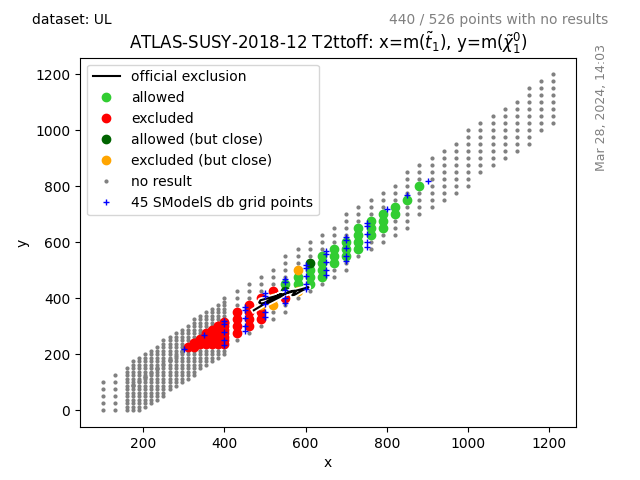 dataset: UL
440 / 526 points with no results
ATLAS-SUSY-2018-12 T2ttoff: x=m(t̃₁), y=m(χ̃₁⁰)
Mar 28, 2024, 14:03
official exclusion
allowed
excluded
allowed (but close)
excluded (but close)
no result
45 SModelS db grid points
y
1200
1000
800
600
400
200
0
200 400 600 800 1000 1200
x